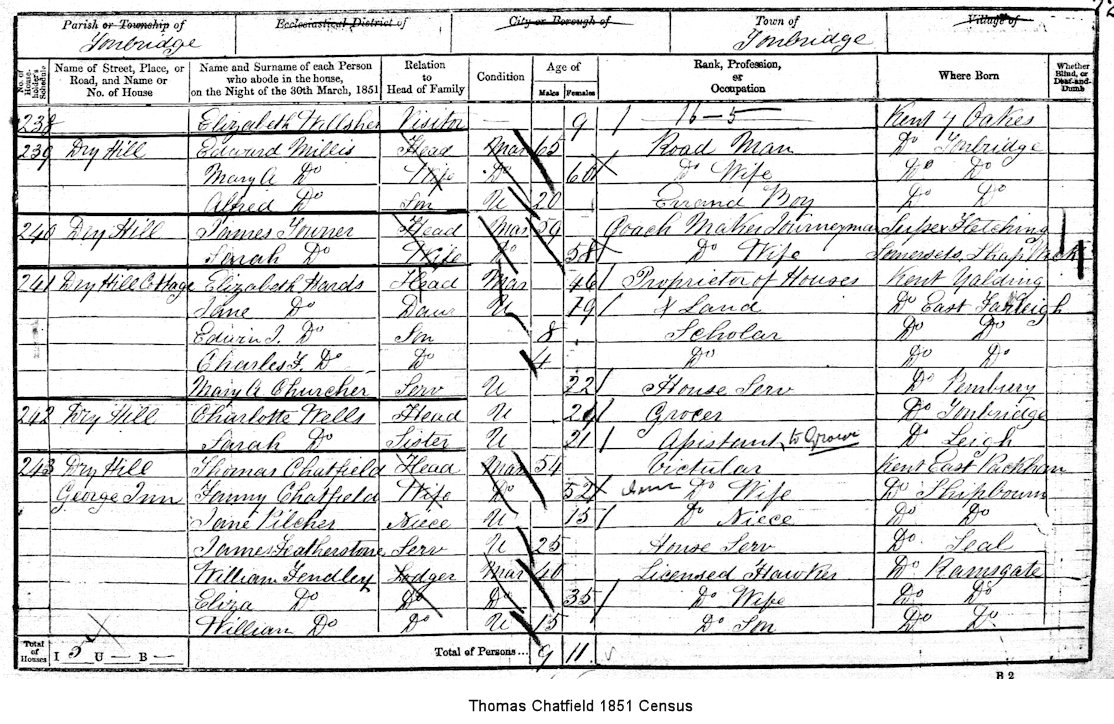 Parish or Township of Ecclesiastical District of City or Borough of Town of Village of
Tonbridge Tonbridge
No. of Householder's Schedule Name of Street, Place, or Road, and Name or No. of House Name and Surname of each Person who abode in the house, on the Night of the 30th March, 1851 Relation to Head of Family Condition Age of Males Females Rank, Profession, or Occupation Where Born Whether Blind, or Deaf-and-Dumb
238 Elizabeth Willsher Visitor — 9 16-5 Kent 7 Oakes
239 Dry Hill Edward Millis Head Mar 65 Road Man Do Tonbridge
Mary A Do Wife Do 60 Do Wife Do Do
Alfred Do Son U 20 Errand Boy Do Do
240 Dry Hill James Head Mar 59 Coach Maker Journeyman Sussex Fletching
Sarah Do Wife Do 58 Do Wife Somersets.
241 Dry Hill Cottage Elizabeth Hards Head Mar 46 Proprietor of Houses Kent Yalding
Jane Do Daur U 19 & Land Do East Farleigh
Edwin J. Do Son 8 Scholar Do Do
Charles F. Do Do 4 Do Do Do
Mary A Churcher Serv U 22 House Serv Do Pembury
242 Dry Hill Charlotte Wells Head U 29 Grocer Do Tonbridge
Sarah Do Sister U 21 Assistant to Do Leigh
243 Dry Hill Thomas Chatfield Head Mar 54 Victular Kent East Peckham
George Inn Fanny Chatfield Wife Do 52 Do Wife Do Shipbourn
Jane Pilcher Niece U 15 Do Niece Do Do
James Featherstone Serv U 25 House Serv Do Seal
William Fendley Lodger Mar 40 Licensed Hawker Do Ramsgate
Eliza Do Do Do 35 Do Wife Do Do
William Do Do U 15 Do Son Do Do
Total of Houses I 5 U — B — Total of Persons... 9 11
B 2
Thomas Chatfield 1851 Census